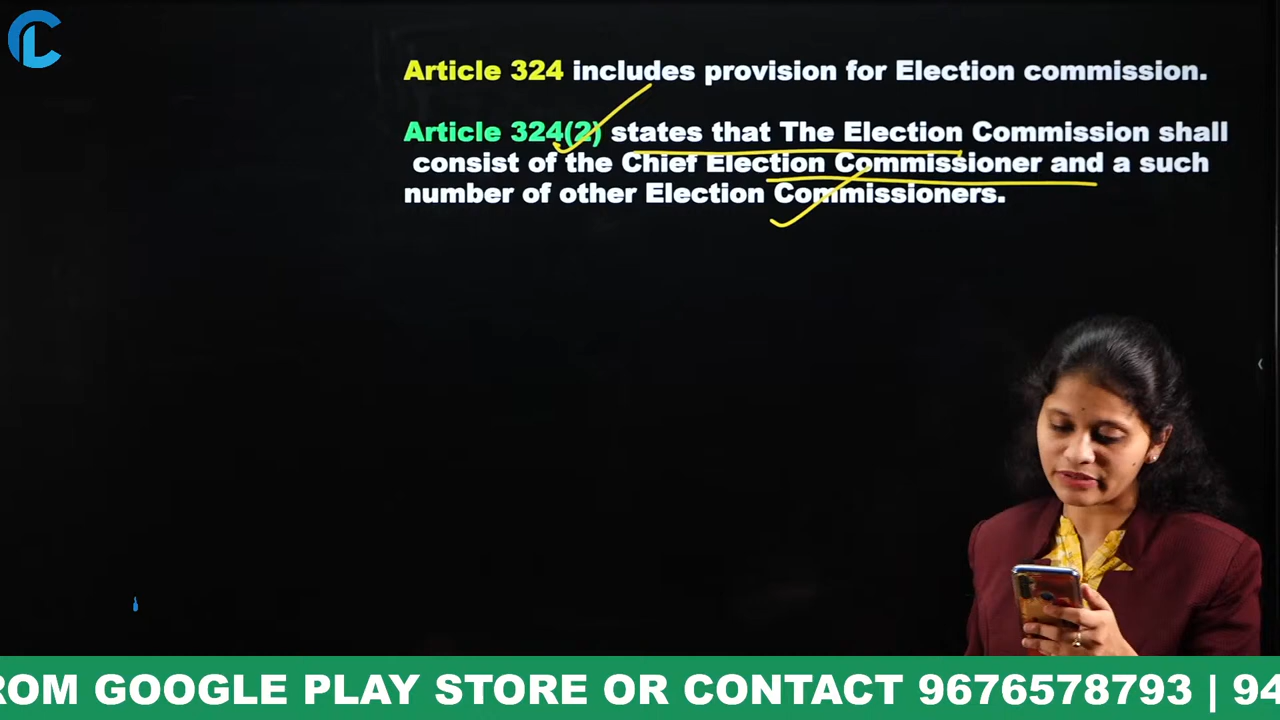 Article 324 includes provision for Election commission.
Article 324(2) states that The Election Commission shall
consist of the Chief Election Commissioner and a such
number of other Election Commissioners.
ROM GOOGLE PLAY STORE OR CONTACT 9676578793 | 94